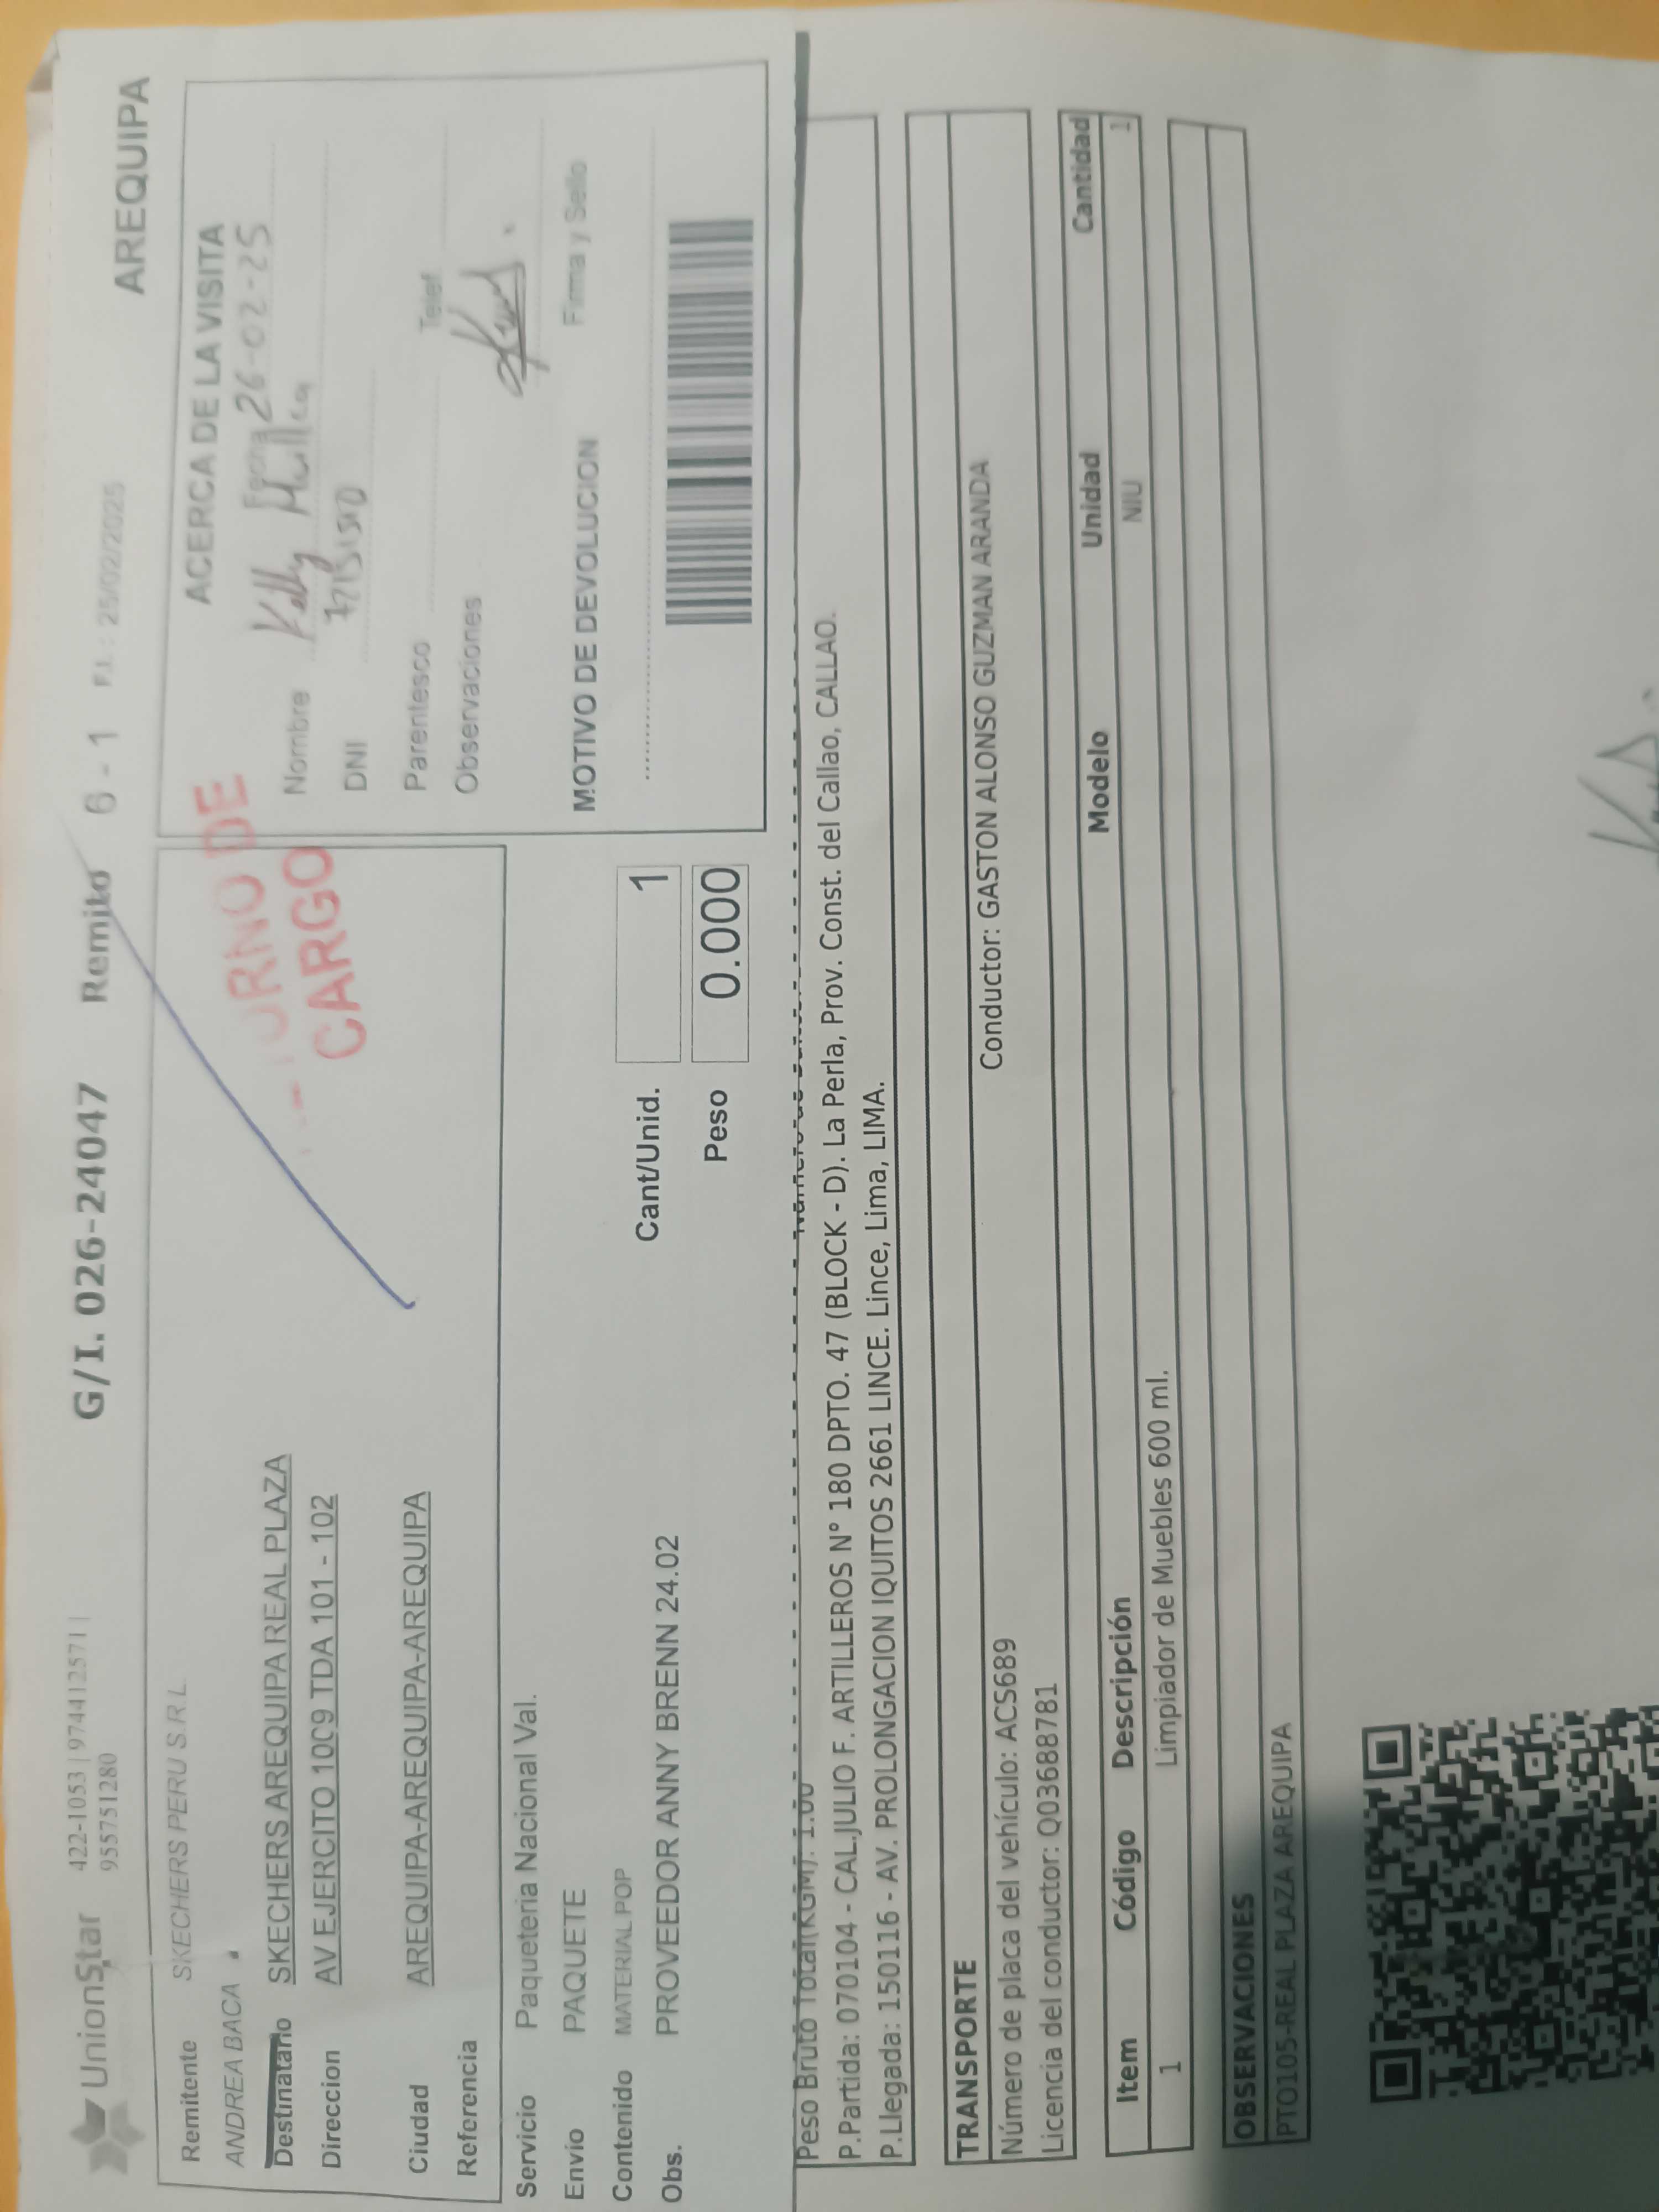 UnionStar
422-1053 | 974412571 |
955751280
G/I. 026-24047
Remito 6 - 1 F.I.: 25/02/2025
AREQUIPA
Remitente SKECHERS PERU S.R.L.
ANDREA BACA
Destinatario SKECHERS AREQUIPA REAL PLAZA
Direccion AV EJERCITO 1009 TDA 101 - 102
Ciudad AREQUIPA-AREQUIPA-AREQUIPA
Referencia
CARGO
Servicio Paqueteria Nacional Val.
Envio PAQUETE
Contenido MATERIAL POP
Obs. PROVEEDOR ANNY BRENN 24.02
Cant/Unid. 1
Peso 0.000
ACERCA DE LA VISITA
Fecha 26-02-25
Nombre Kelly
DNI
Parentesco Telef
Observaciones
Firma y Sello
MOTIVO DE DEVOLUCION
Peso Bruto Total(KGM): 1.00
P.Partida: 070104 - CAL.JULIO F. ARTILLEROS N° 180 DPTO. 47 (BLOCK - D). La Perla, Prov. Const. del Callao, CALLAO.
P.Llegada: 150116 - AV. PROLONGACION IQUITOS 2661 LINCE. Lince, Lima, LIMA.
TRANSPORTE
Número de placa del vehículo: ACS689 Conductor: GASTON ALONSO GUZMAN ARANDA
Licencia del conductor: Q03688781
Item Código Descripción Modelo Unidad Cantidad
1 Limpiador de Muebles 600 ml. NIU 1
OBSERVACIONES
PTO105-REAL PLAZA AREQUIPA